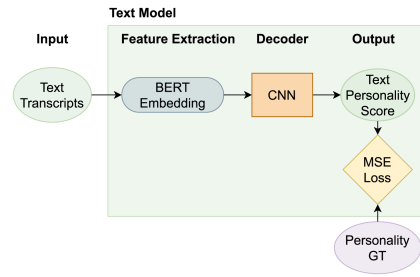 Text Model
Input
Feature Extraction
Decoder
Output
Text
Transcripts
BERT
Embedding
CNN
Text
Personality
Score
MSE
Loss
Personality
GT